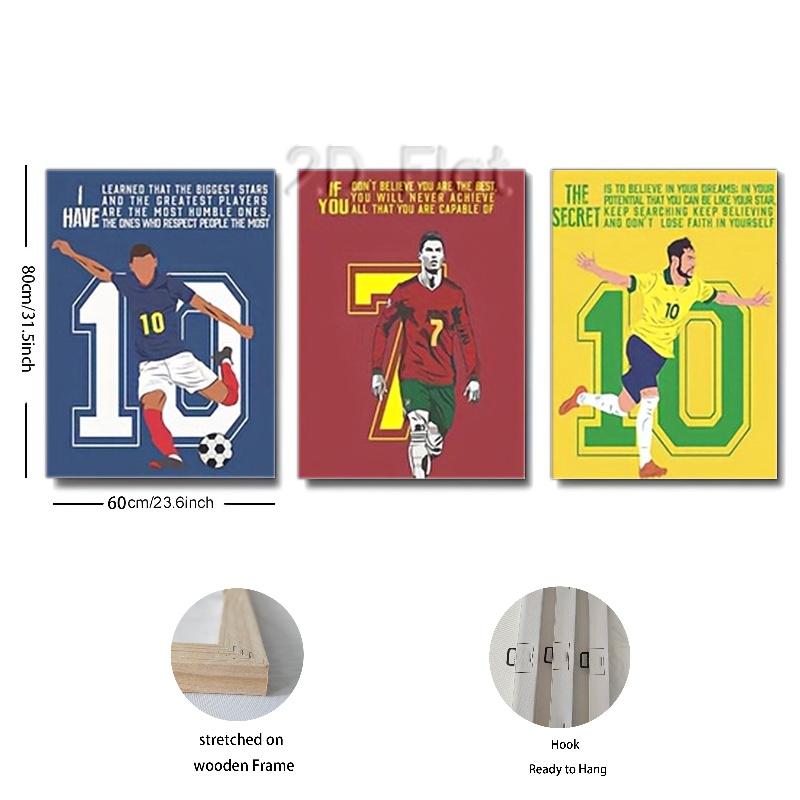 2D Flat
I HAVE
LEARNED THAT THE BIGGEST STARS
AND THE GREATEST PLAYERS
ARE THE MOST HUMBLE ONES,
THE ONES WHO RESPECT PEOPLE THE MOST
10
10
IF YOU
DON'T BELIEVE YOU ARE THE BEST,
YOU WILL NEVER ACHIEVE
ALL THAT YOU ARE CAPABLE OF
7
7
THE SECRET
IS TO BELIEVE IN YOUR DREAMS; IN YOUR
POTENTIAL THAT YOU CAN BE LIKE YOUR STAR,
KEEP SEARCHING KEEP BELIEVING
AND DON'T LOSE FAITH IN YOURSELF
10
10
80cm/31.5inch
60cm/23.6inch
stretched on
wooden Frame
Hook
Ready to Hang